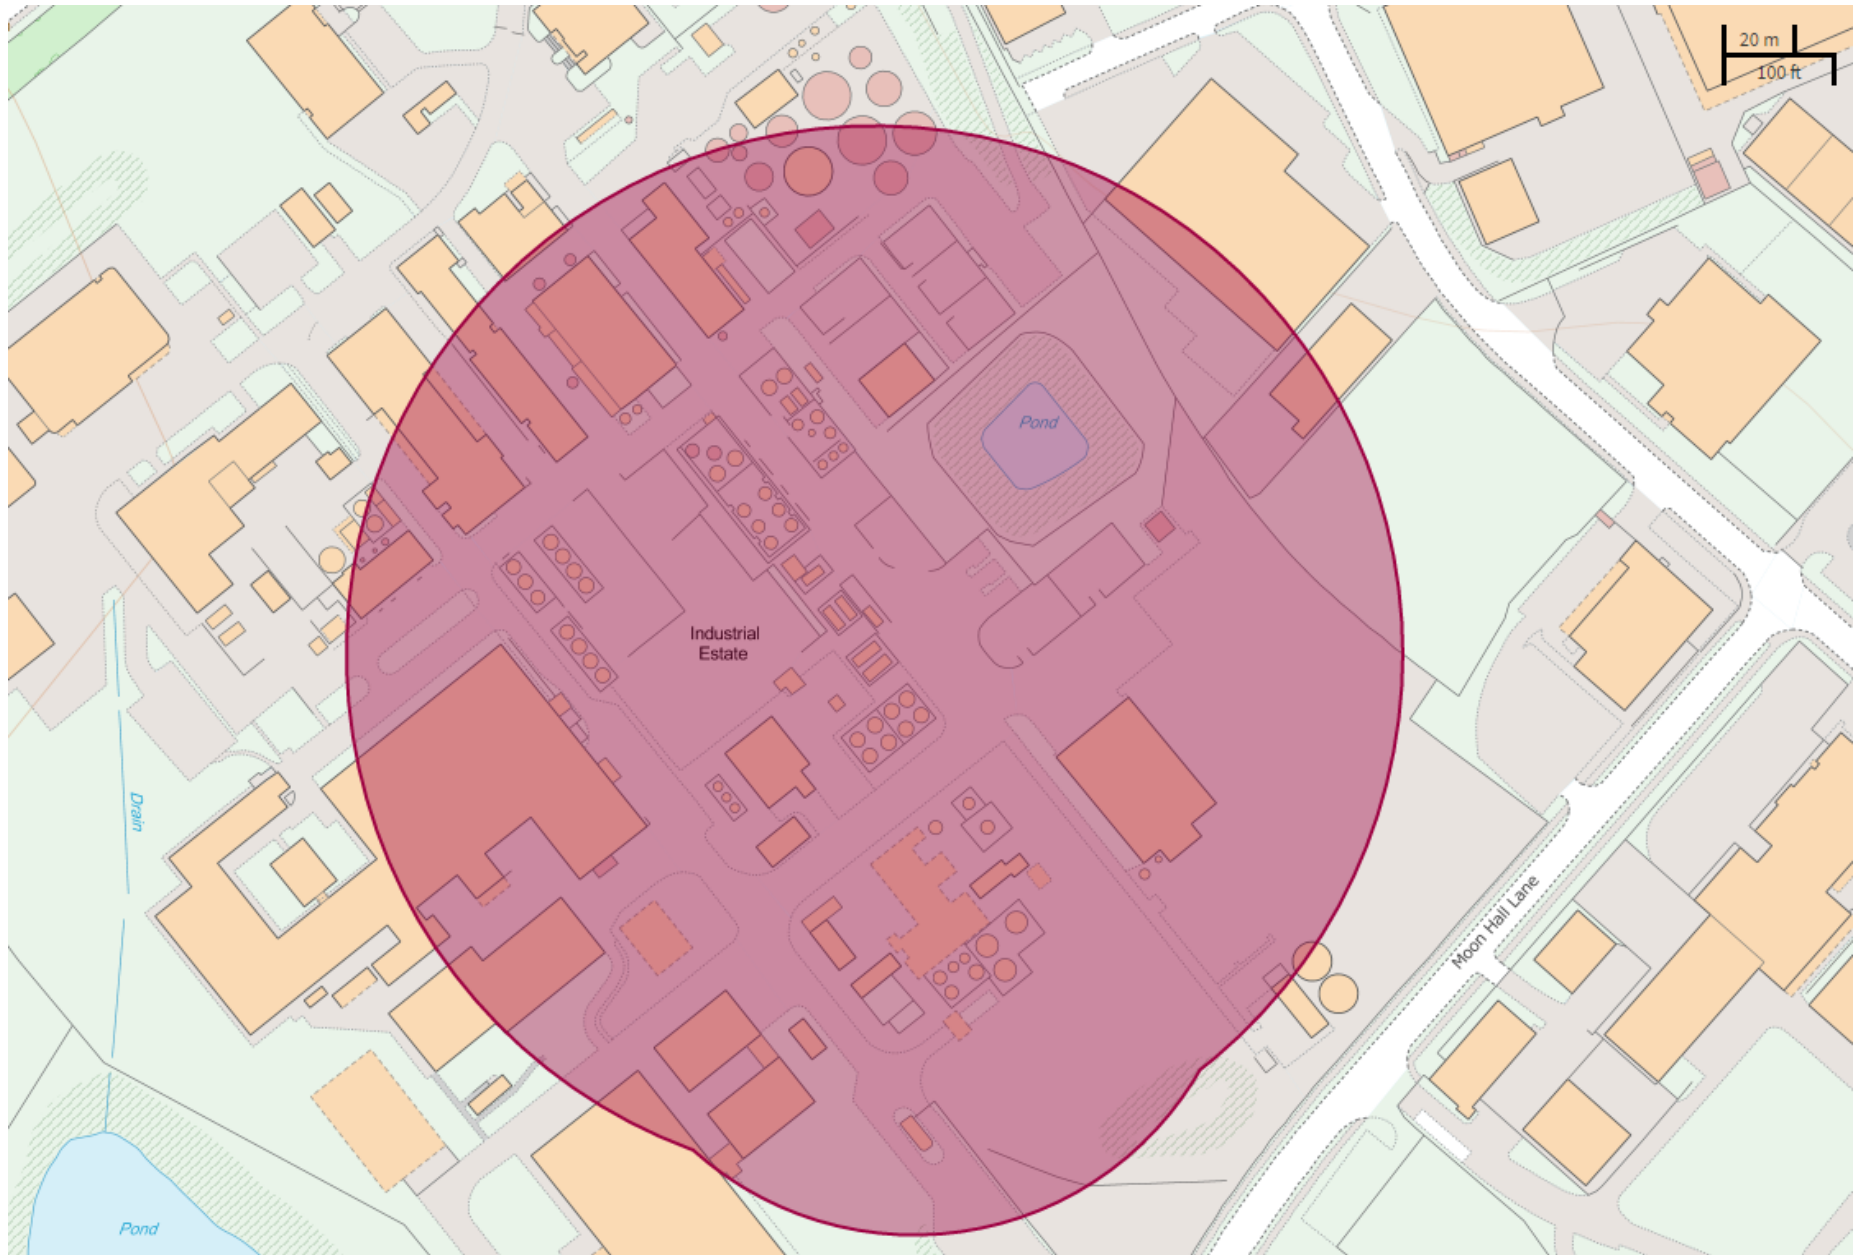 20 m
100 ft
Pond
Industrial
Estate
Drain
Moon Hall Lane
Pond